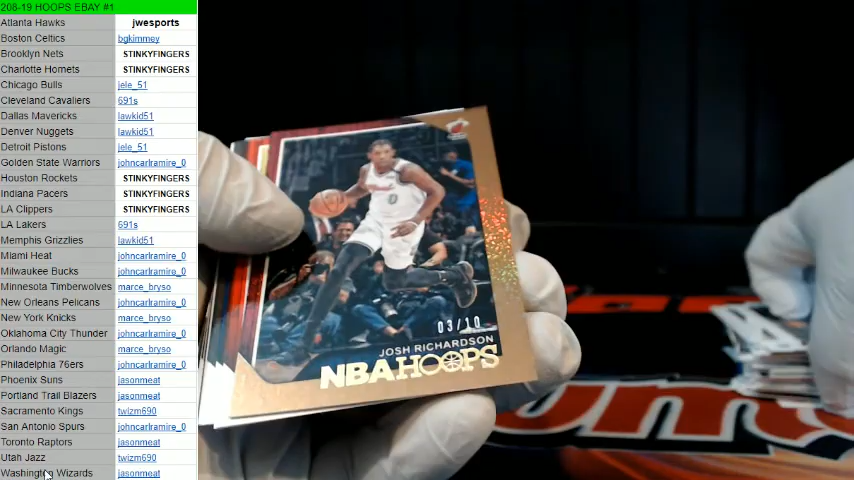 208-19 HOOPS EBAY #1
Atlanta Hawks jwesports
Boston Celtics bgkimmey
Brooklyn Nets STINKYFINGERS
Charlotte Hornets STINKYFINGERS
Chicago Bulls jele_51
Cleveland Cavaliers 691s
Dallas Mavericks lawkid51
Denver Nuggets lawkid51
Detroit Pistons jele_51
Golden State Warriors johncarlramire_0
Houston Rockets STINKYFINGERS
Indiana Pacers STINKYFINGERS
LA Clippers STINKYFINGERS
LA Lakers 691s
Memphis Grizzlies lawkid51
Miami Heat johncarlramire_0
Milwaukee Bucks johncarlramire_0
Minnesota Timberwolves marce_bryso
New Orleans Pelicans johncarlramire_0
New York Knicks marce_bryso
Oklahoma City Thunder johncarlramire_0
Orlando Magic marce_bryso
Philadelphia 76ers johncarlramire_0
Phoenix Suns jasonmeat
Portland Trail Blazers jasonmeat
Sacramento Kings twizm690
San Antonio Spurs johncarlramire_0
Toronto Raptors jasonmeat
Utah Jazz twizm690
Washington Wizards jasonmeat
03/10
JOSH RICHARDSON
NBA HOOPS